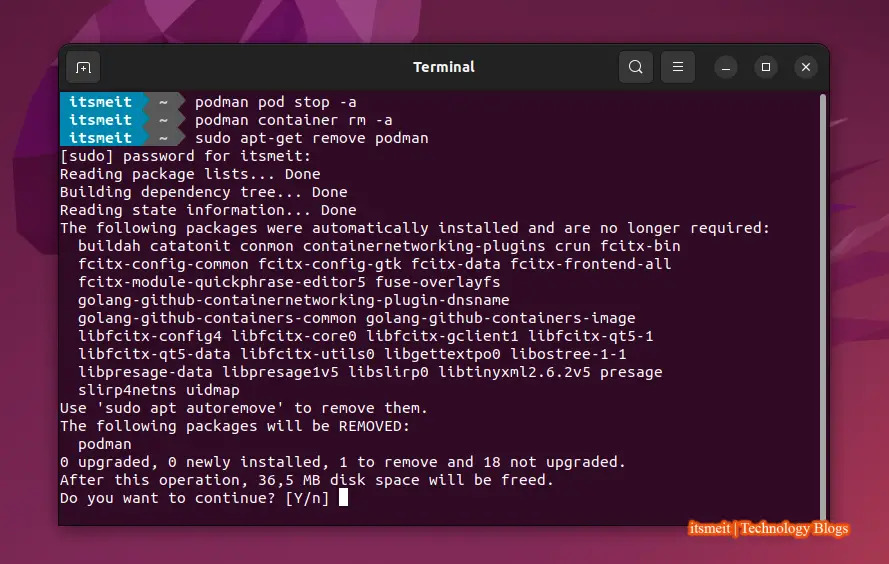 Terminal
itsmeit ~ podman pod stop -a
itsmeit ~ podman container rm -a
itsmeit ~ sudo apt-get remove podman
[sudo] password for itsmeit:
Reading package lists... Done
Building dependency tree... Done
Reading state information... Done
The following packages were automatically installed and are no longer required:
  buildah catatonit conmon containernetworking-plugins crun fcitx-bin
  fcitx-config-common fcitx-config-gtk fcitx-data fcitx-frontend-all
  fcitx-module-quickphrase-editor5 fuse-overlayfs
  golang-github-containernetworking-plugin-dnsname
  golang-github-containers-common golang-github-containers-image
  libfcitx-config4 libfcitx-core0 libfcitx-gclient1 libfcitx-qt5-1
  libfcitx-qt5-data libfcitx-utils0 libgettextpo0 libostree-1-1
  libpresage-data libpresage1v5 libslirp0 libtinyxml2.6.2v5 presage
  slirp4netns uidmap
Use 'sudo apt autoremove' to remove them.
The following packages will be REMOVED:
  podman
0 upgraded, 0 newly installed, 1 to remove and 18 not upgraded.
After this operation, 36,5 MB disk space will be freed.
Do you want to continue? [Y/n]
itsmeit | Technology Blogs